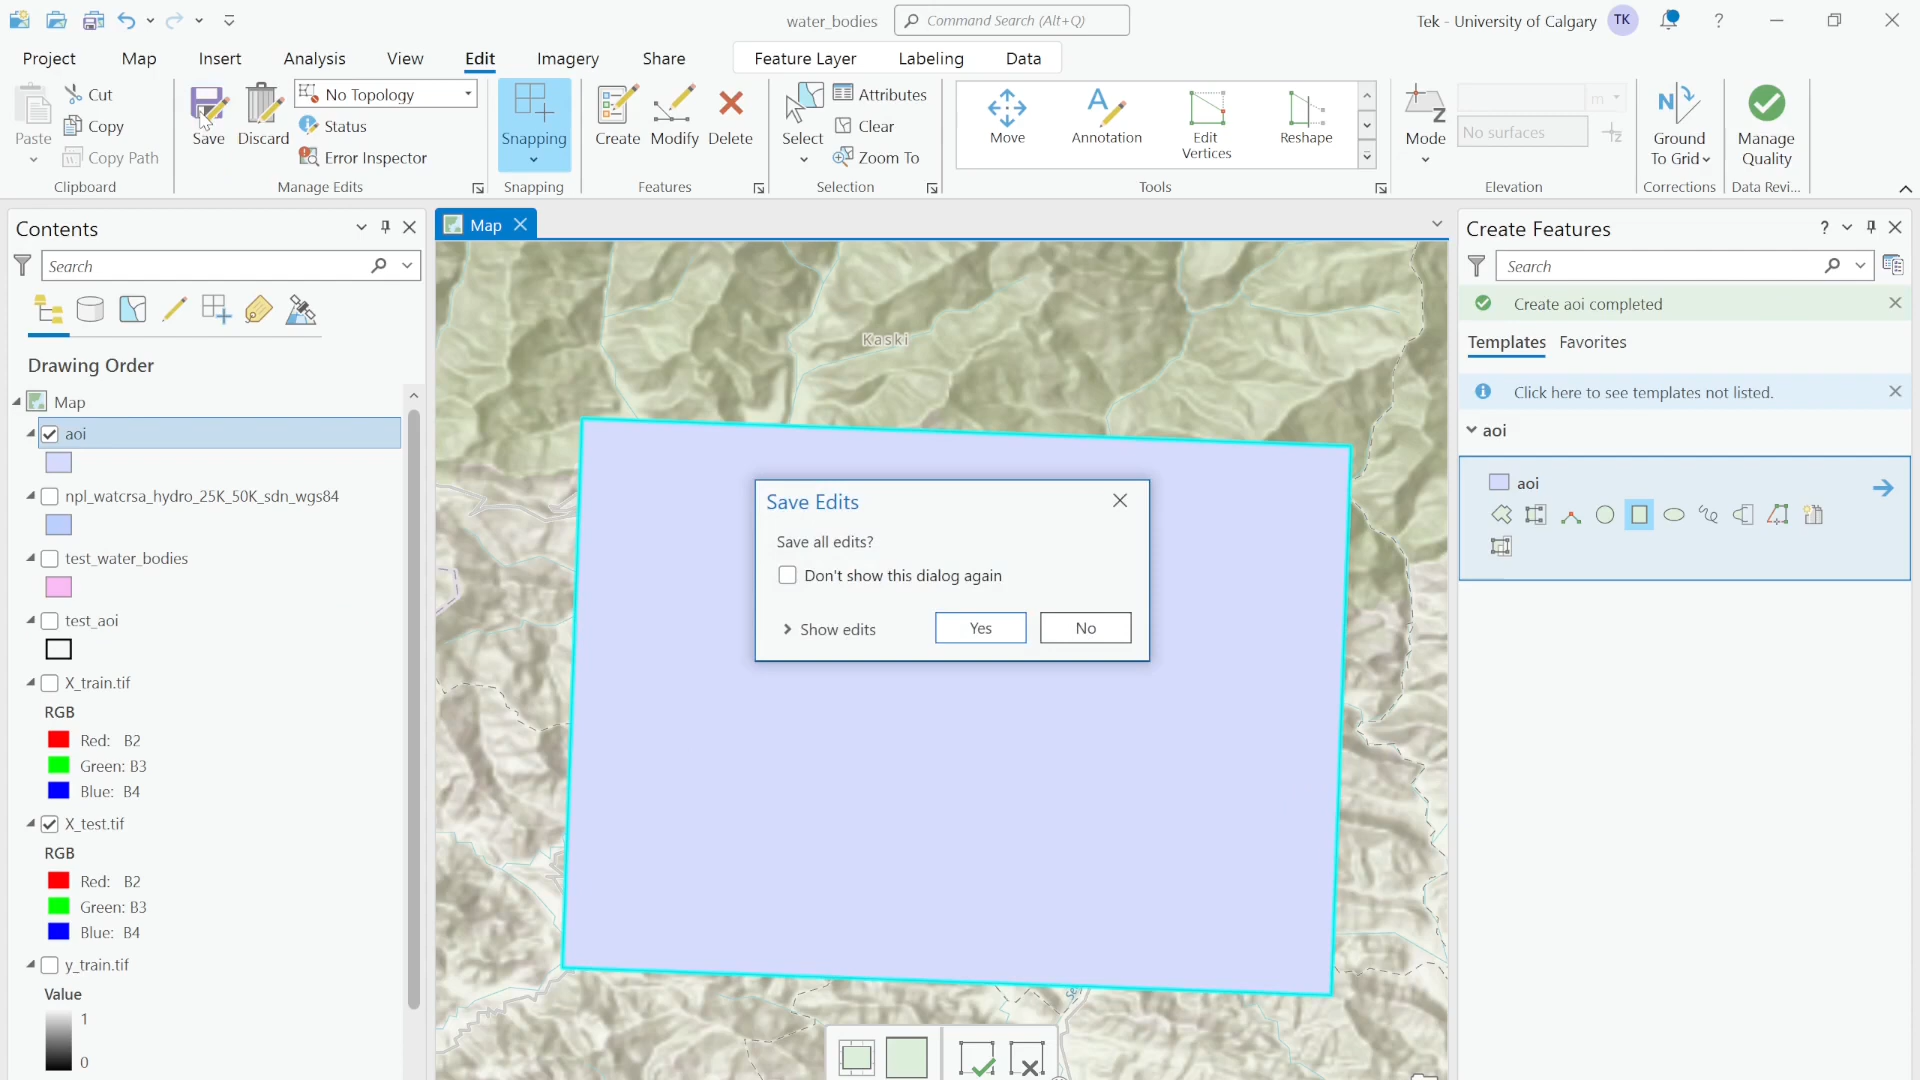 water_bodies
Command Search (Alt+Q)
Tek - University of Calgary
TK
?
Project
Map
Insert
Analysis
View
Edit
Imagery
Share
Feature Layer
Labeling
Data
Paste
Cut
Copy
Copy Path
Clipboard
Save
Discard
No Topology
Status
Error Inspector
Manage Edits
Snapping
Snapping
Create
Modify
Delete
Features
Select
Attributes
Clear
Zoom To
Selection
Move
Annotation
Edit
Vertices
Reshape
Tools
Mode
m
No surfaces
Elevation
Ground
To Grid
Corrections
Manage
Quality
Data Revi...
Contents
Search
Drawing Order
Map
aoi
npl_watcrsa_hydro_25K_50K_sdn_wgs84
test_water_bodies
test_aoi
X_train.tif
RGB
Red: B2
Green: B3
Blue: B4
X_test.tif
RGB
Red: B2
Green: B3
Blue: B4
y_train.tif
Value
1
0
Map
Kaski
Save Edits
Save all edits?
Don't show this dialog again
Show edits
Yes
No
Create Features
?
Search
Create aoi completed
Templates
Favorites
Click here to see templates not listed.
aoi
aoi